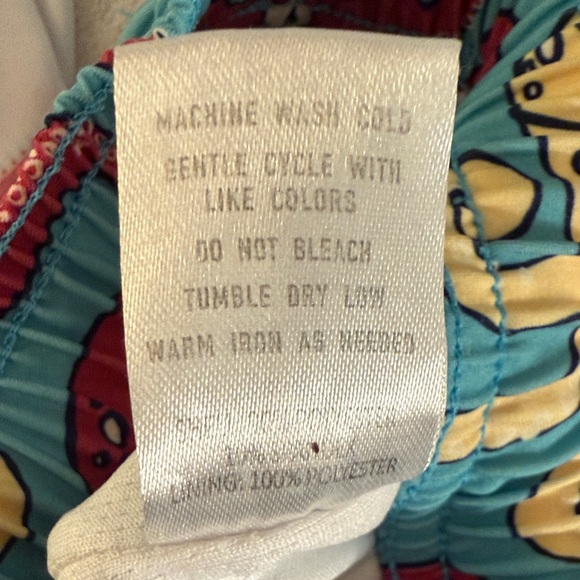 MACHINE WASH COLD
GENTLE CYCLE WITH
LIKE COLORS
DO NOT BLEACH
TUMBLE DRY LOW
WARM IRON AS NEEDED
LINING: 100% POLYESTER